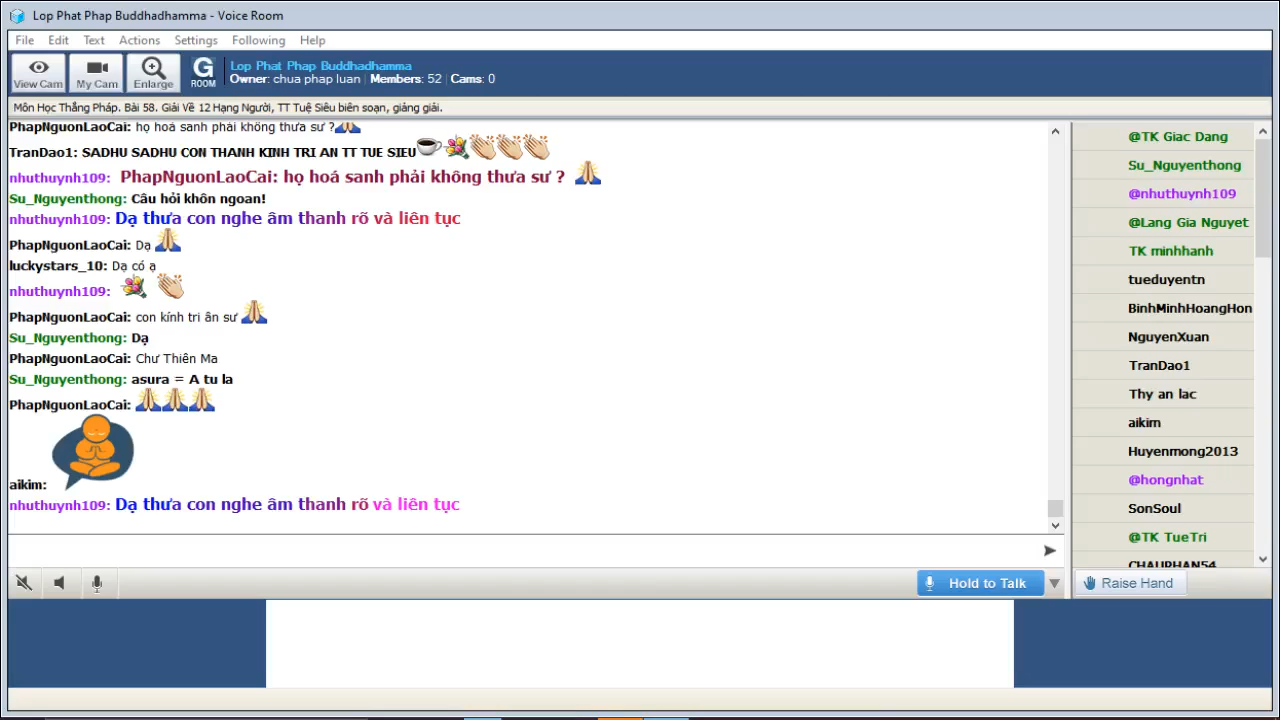 Lop Phat Phap Buddhadhamma - Voice Room
File Edit Text Actions Settings Following Help
View Cam My Cam Enlarge G ROOM
Lop Phat Phap Buddhadhamma
Owner: chua phap luan Members: 52 Cams: 0
Môn Học Thắng Pháp. Bài 58. Giải Về 12 Hạng Người, TT Tuệ Siêu biên soạn, giảng giải.
PhapNguonLaoCai: họ hoá sanh phải không thưa sư ?
TranDao1: SADHU SADHU CON THANH KINH TRI AN TT TUE SIEU
nhuthuynh109: PhapNguonLaoCai: họ hoá sanh phải không thưa sư ?
Su_Nguyenthong: Câu hỏi khôn ngoan!
nhuthuynh109: Dạ thưa con nghe âm thanh rõ và liên tục
PhapNguonLaoCai: Dạ
luckystars_10: Dạ có ạ
nhuthuynh109:
PhapNguonLaoCai: con kính tri ân sư
Su_Nguyenthong: Dạ
PhapNguonLaoCai: Chư Thiên Ma
Su_Nguyenthong: asura = A tu la
PhapNguonLaoCai:
aikim:
nhuthuynh109: Dạ thưa con nghe âm thanh rõ và liên tục
@TK Giac Dang
Su_Nguyenthong
@nhuthuynh109
@Lang Gia Nguyet
TK minhhanh
tueduyentn
BinhMinhHoangHon
NguyenXuan
TranDao1
Thy an lac
aikim
Huyenmong2013
@hongnhat
SonSoul
@TK TueTri
CHAUPHAN54
Hold to Talk
Raise Hand